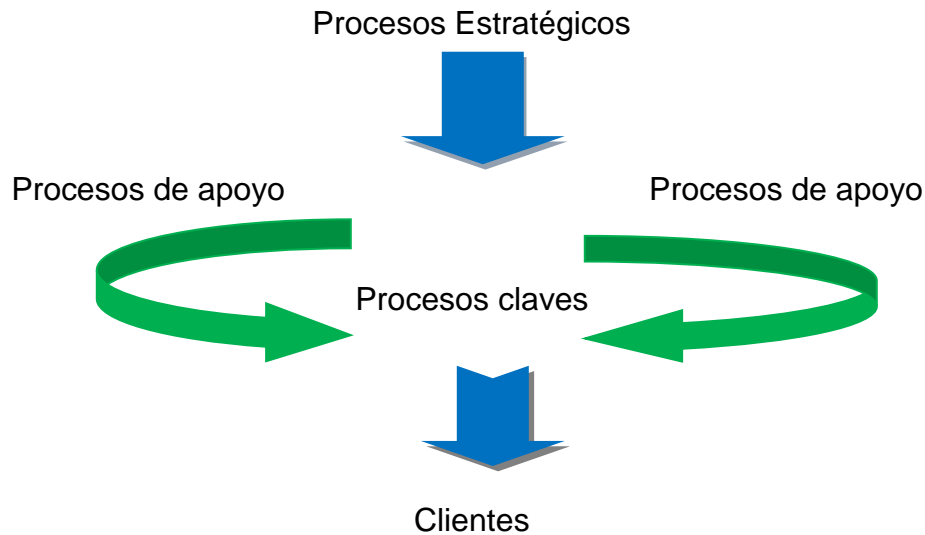 Procesos Estratégicos
Procesos de apoyo
Procesos de apoyo
Procesos claves
Clientes